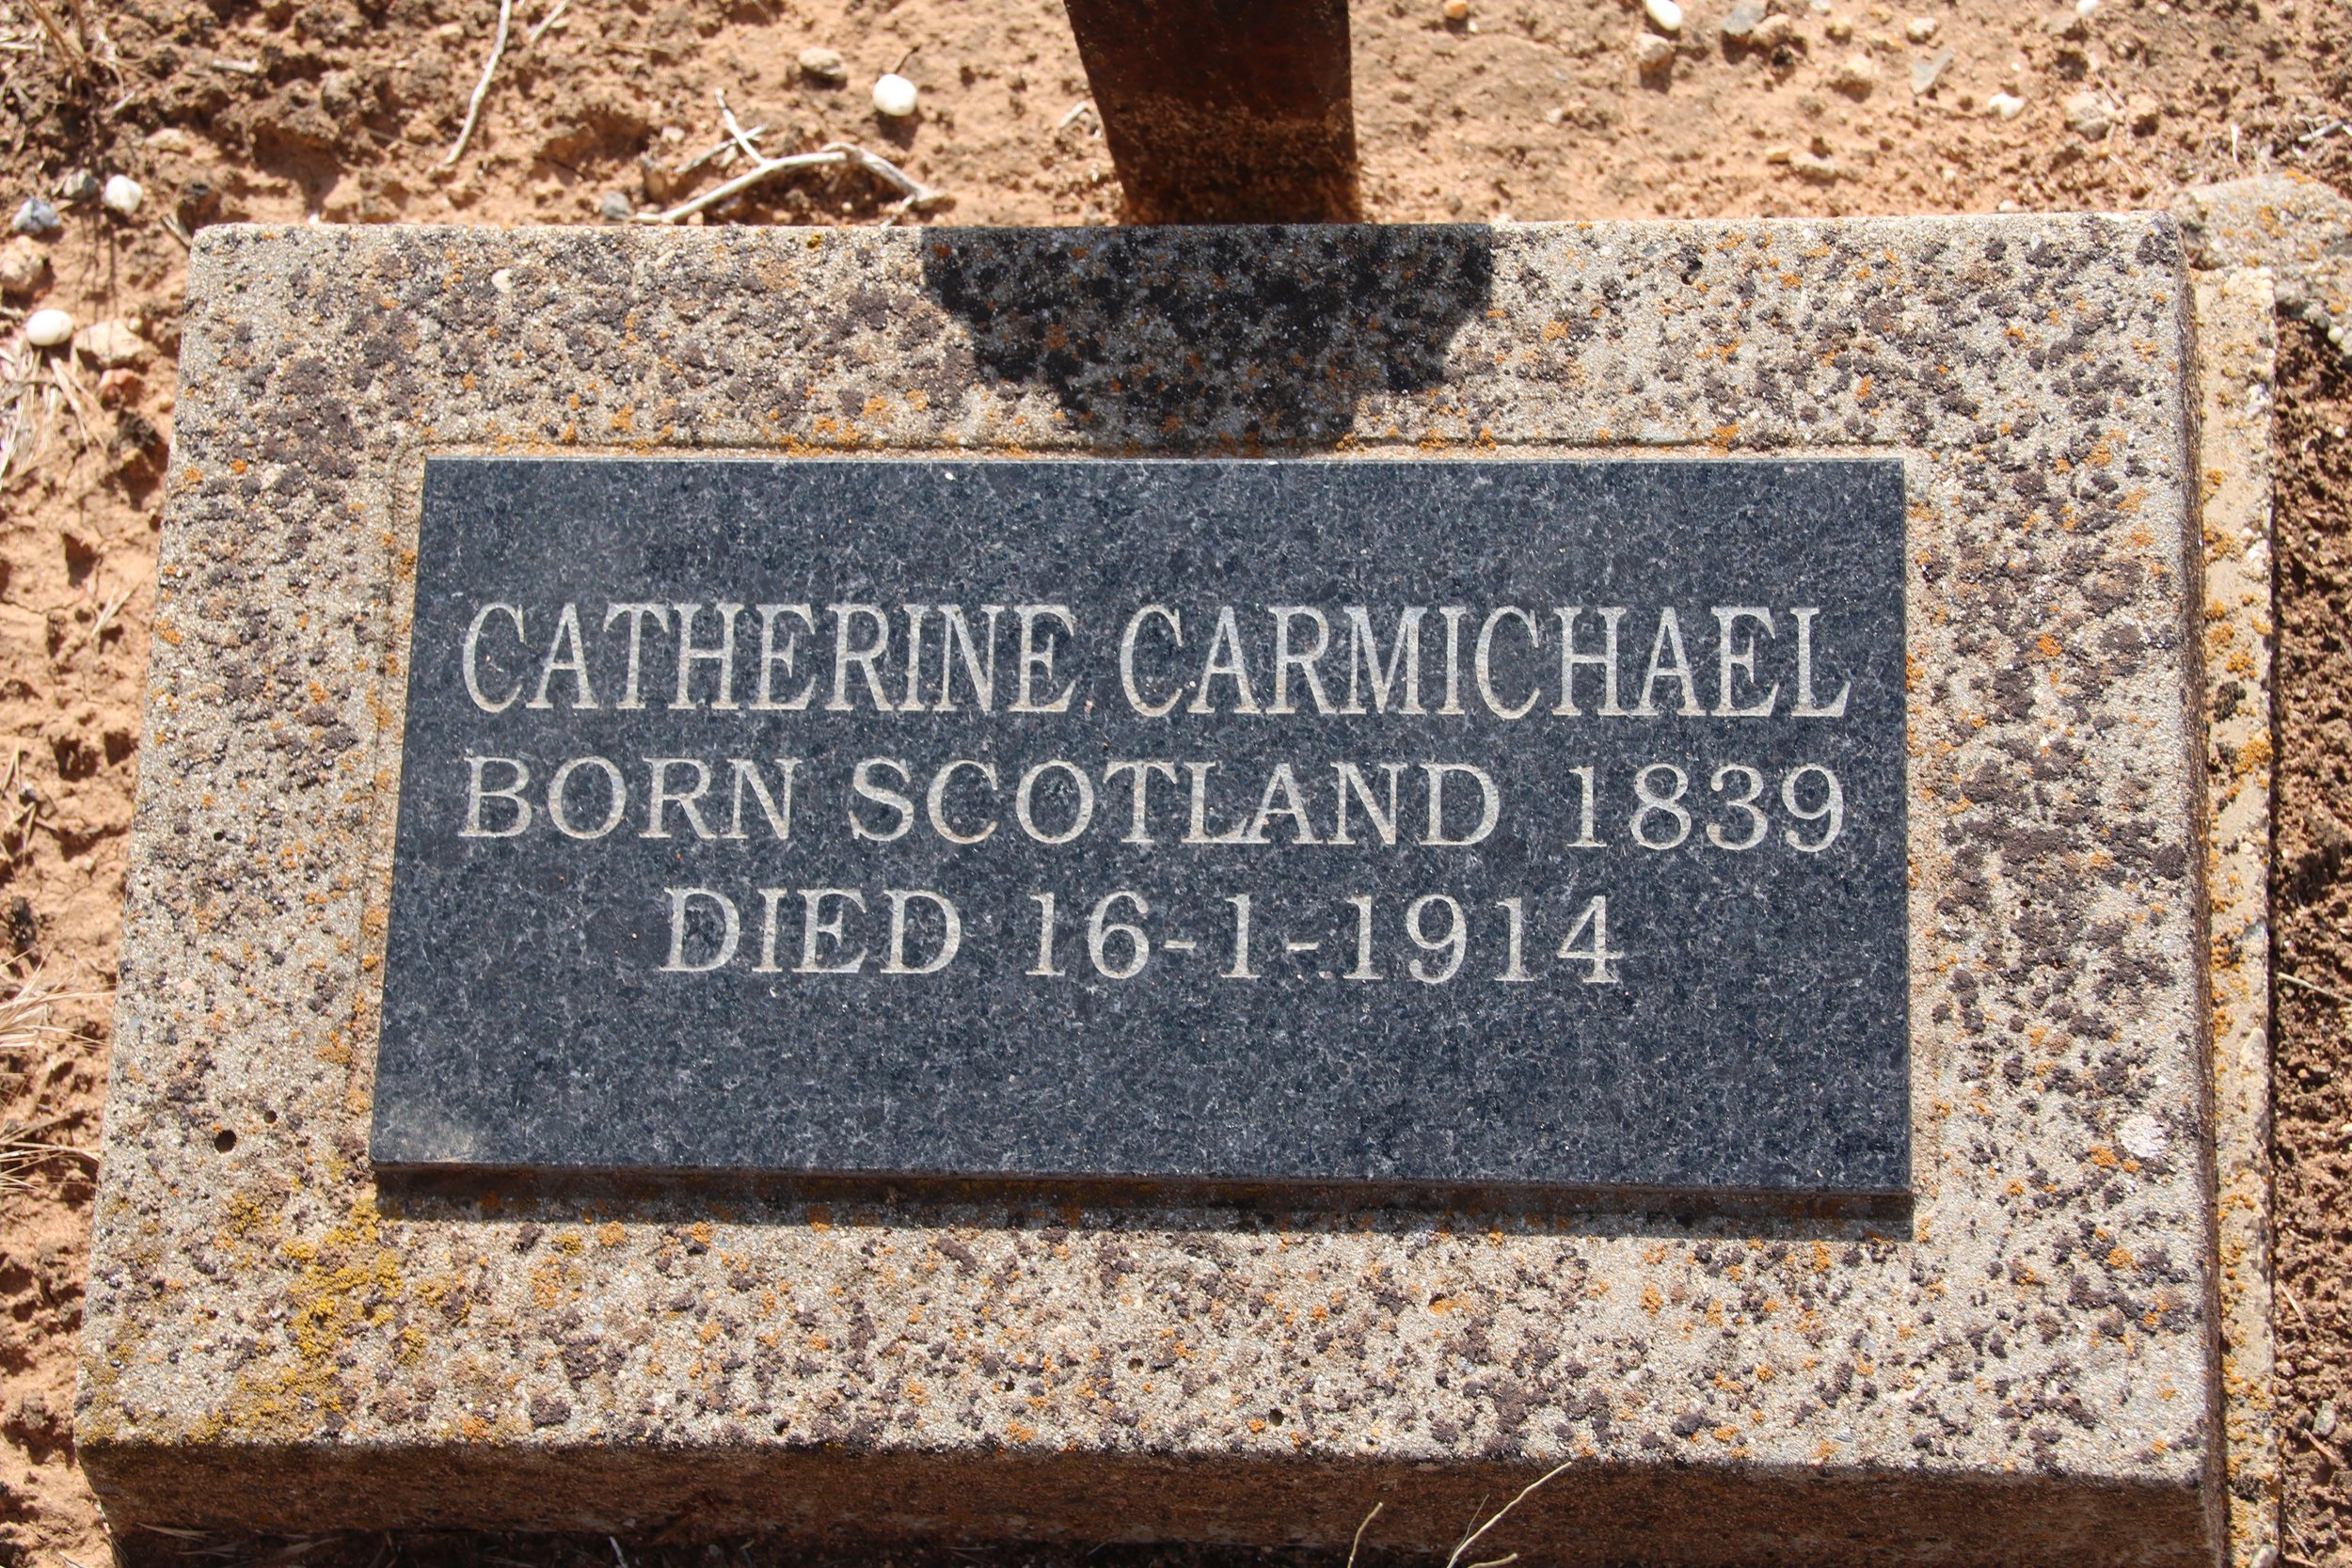 CATHERINE CARMICHAEL
BORN SCOTLAND 1839
DIED 16-1-1914